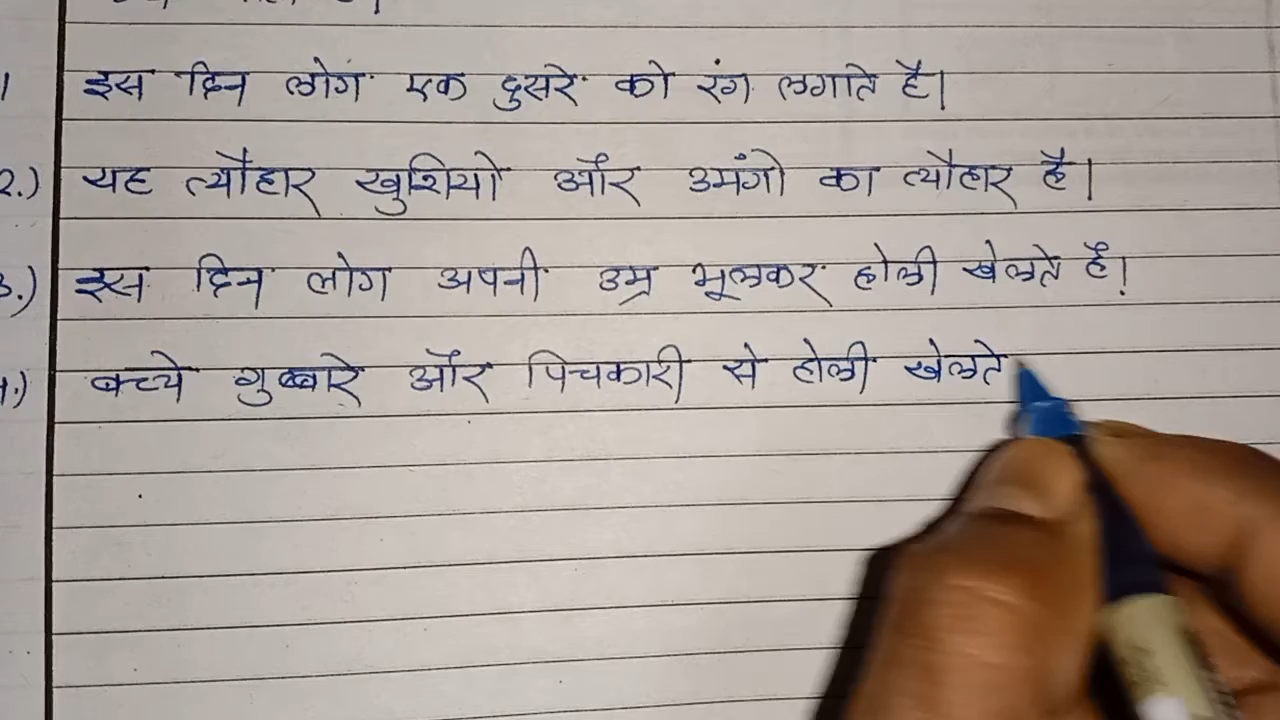 इस दिन लोग एक दुसरे को रंग लगाते है।
2.) यह त्यौहार खुशियो और उमंगो का त्यौहार है।
3.) इस दिन लोग अपनी उम्र भूलकर होली खेलते है।
4.) बच्चे गुब्बारे और पिचकारी से होली खेलते